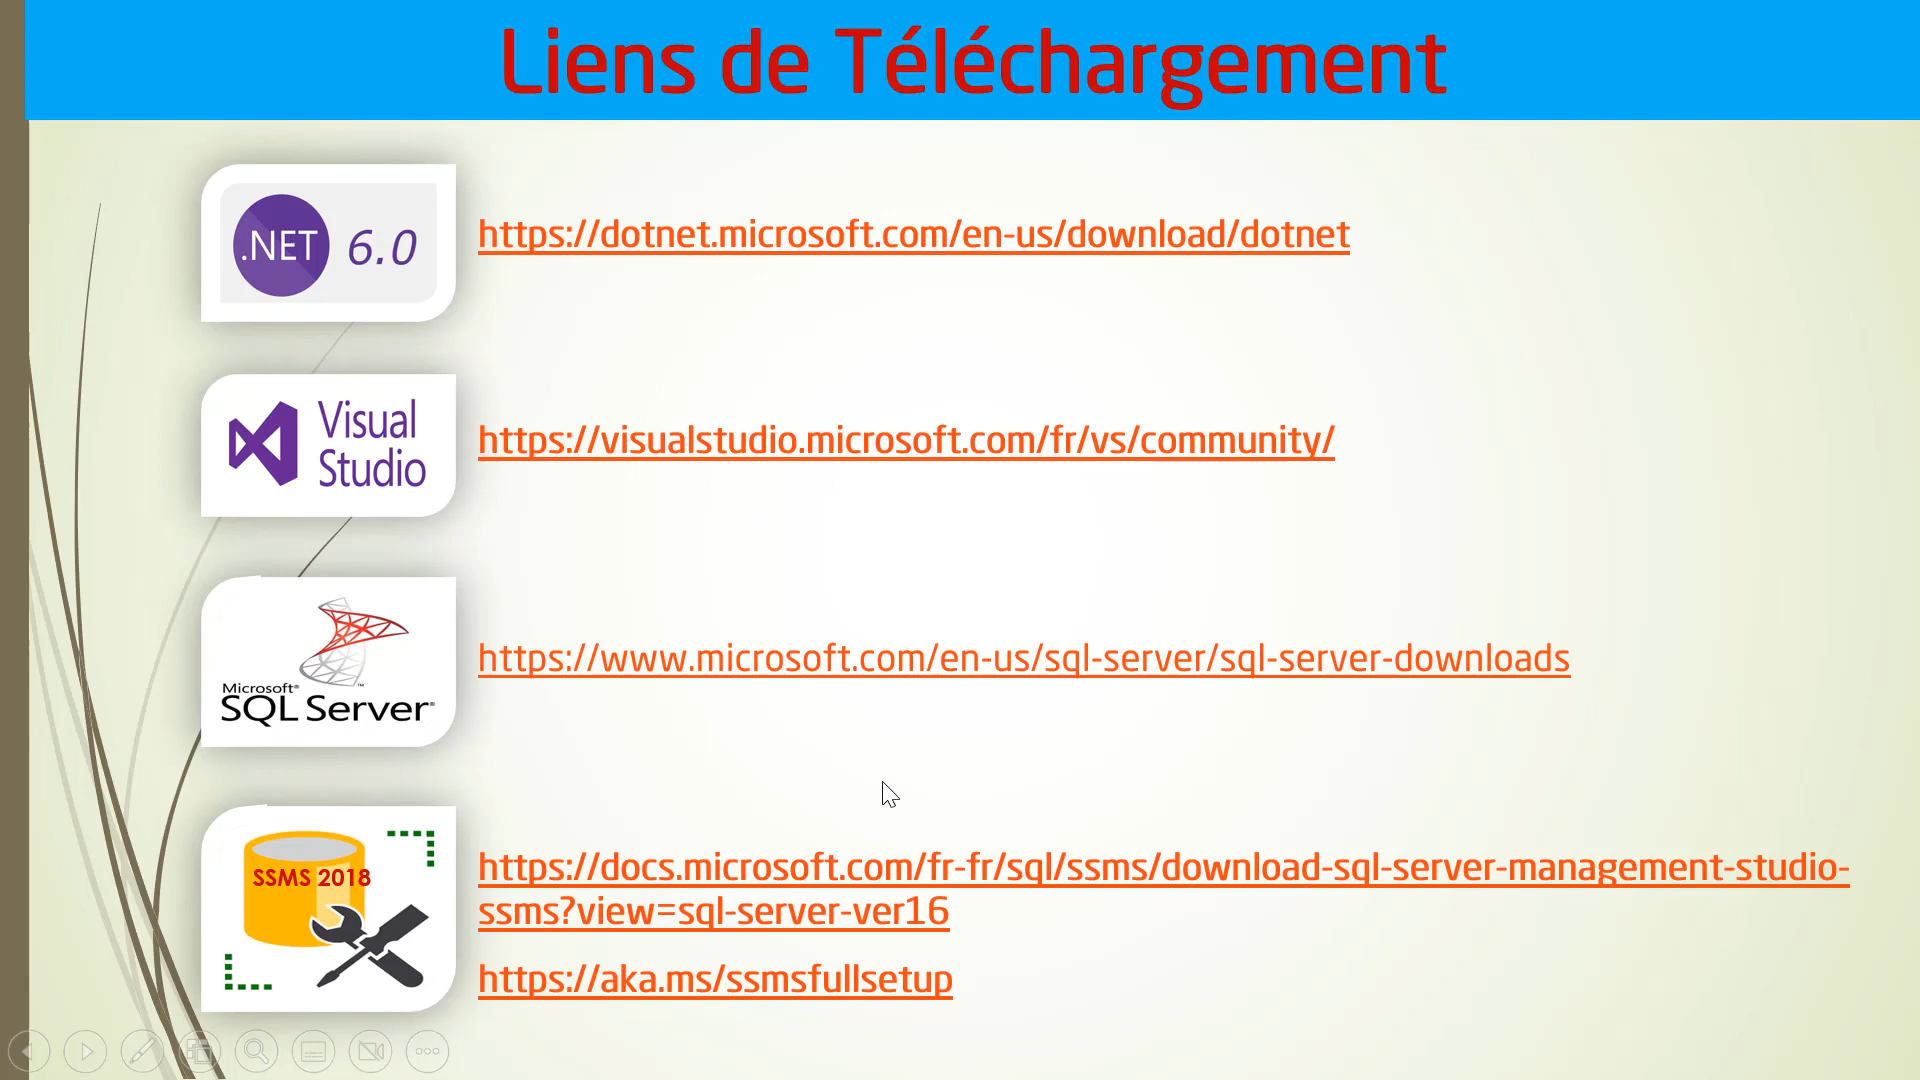 Liens de Téléchargement
.NET 6.0
https://dotnet.microsoft.com/en-us/download/dotnet
Visual
Studio
https://visualstudio.microsoft.com/fr/vs/community/
Microsoft®
SQL Server®
https://www.microsoft.com/en-us/sql-server/sql-server-downloads
SSMS 2018
https://docs.microsoft.com/fr-fr/sql/ssms/download-sql-server-management-studio-
ssms?view=sql-server-ver16
https://aka.ms/ssmsfullsetup